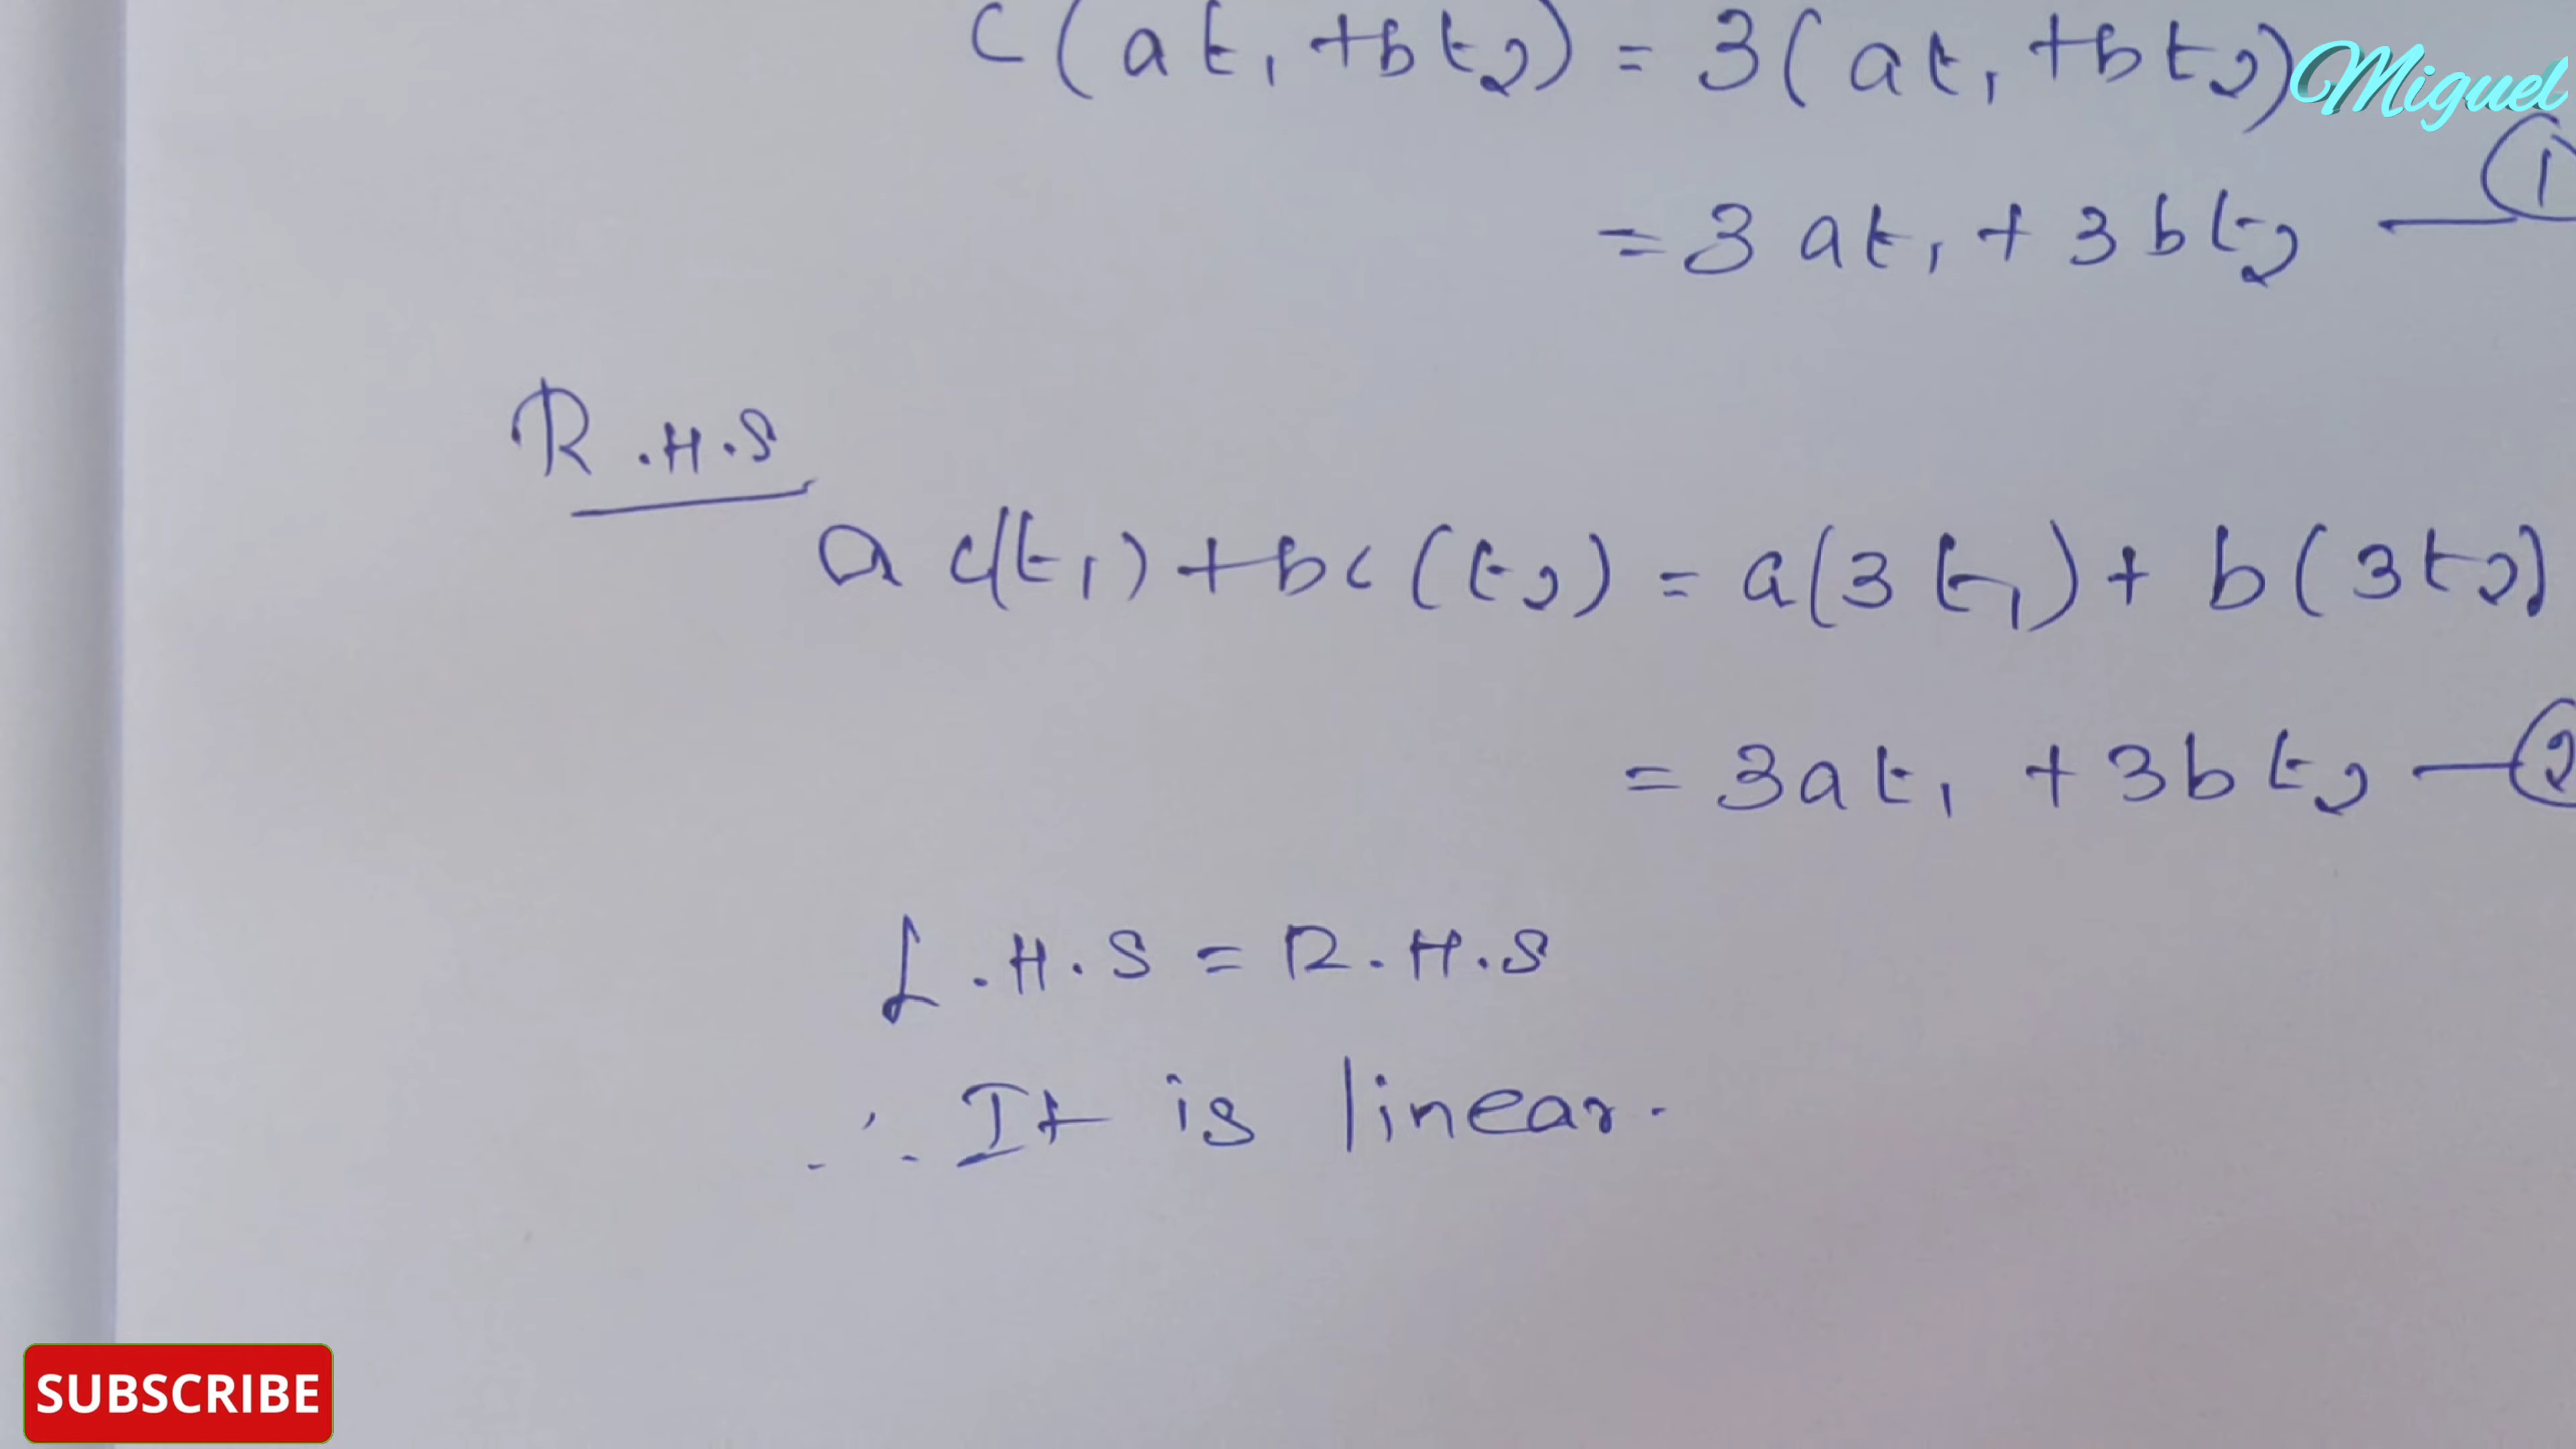 C(at₁+bt₂) = 3(at₁+bt₂)
Miguel
= 3at₁ + 3bt₂ — ①
R.H.S
a c(t₁)+bc(t₂) = a(3t₁) + b(3t₂)
= 3at₁ + 3bt₂ — ②
L.H.S = R.H.S
∴ It is linear.
SUBSCRIBE